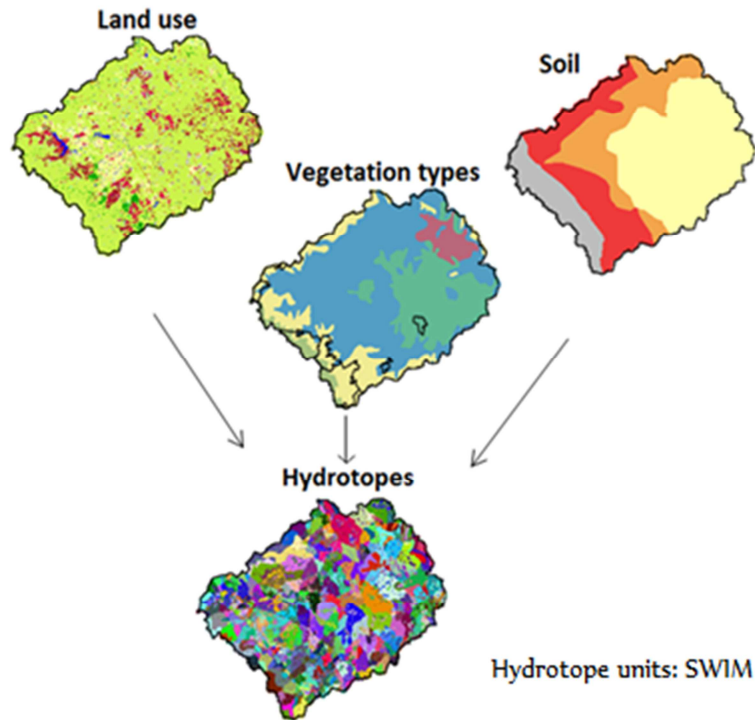 Land use
Soil
Vegetation types
Hydrotopes
Hydrotope units: SWIM